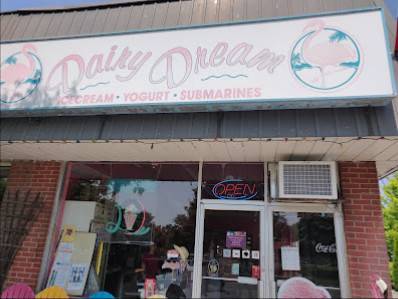 Dairy Dream
ICECREAM • YOGURT • SUBMARINES
OPEN
Coca-Cola